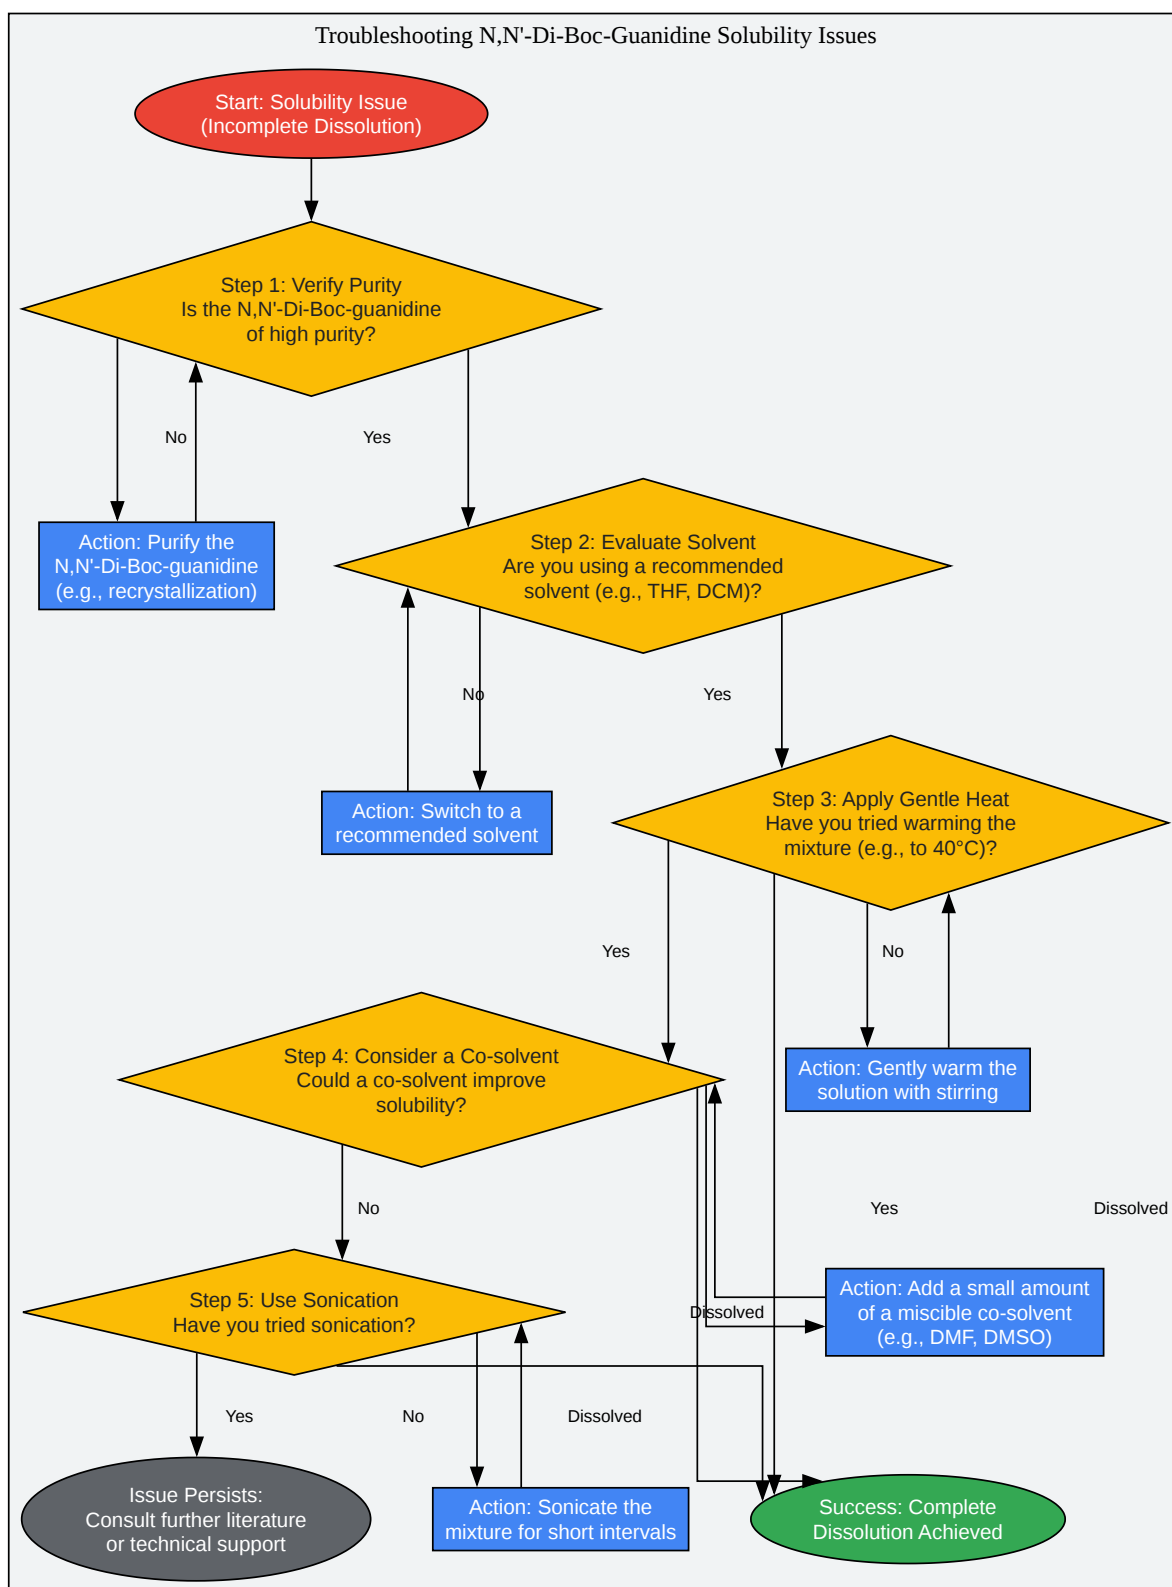 Troubleshooting N,N'-Di-Boc-Guanidine Solubility Issues
Start: Solubility Issue
(Incomplete Dissolution)
Step 1: Verify Purity
Is the N,N'-Di-Boc-guanidine
of high purity?
No
Yes
Action: Purify the
N,N'-Di-Boc-guanidine
(e.g., recrystallization)
Step 2: Evaluate Solvent
Are you using a recommended
solvent (e.g., THF, DCM)?
No
Yes
Action: Switch to a
recommended solvent
Step 3: Apply Gentle Heat
Have you tried warming the
mixture (e.g., to 40°C)?
Yes
No
Step 4: Consider a Co-solvent
Could a co-solvent improve
solubility?
Action: Gently warm the
solution with stirring
No
Yes
Dissolved
Step 5: Use Sonication
Have you tried sonication?
Dissolved
Action: Add a small amount
of a miscible co-solvent
(e.g., DMF, DMSO)
Yes
No
Dissolved
Issue Persists:
Consult further literature
or technical support
Action: Sonicate the
mixture for short intervals
Success: Complete
Dissolution Achieved